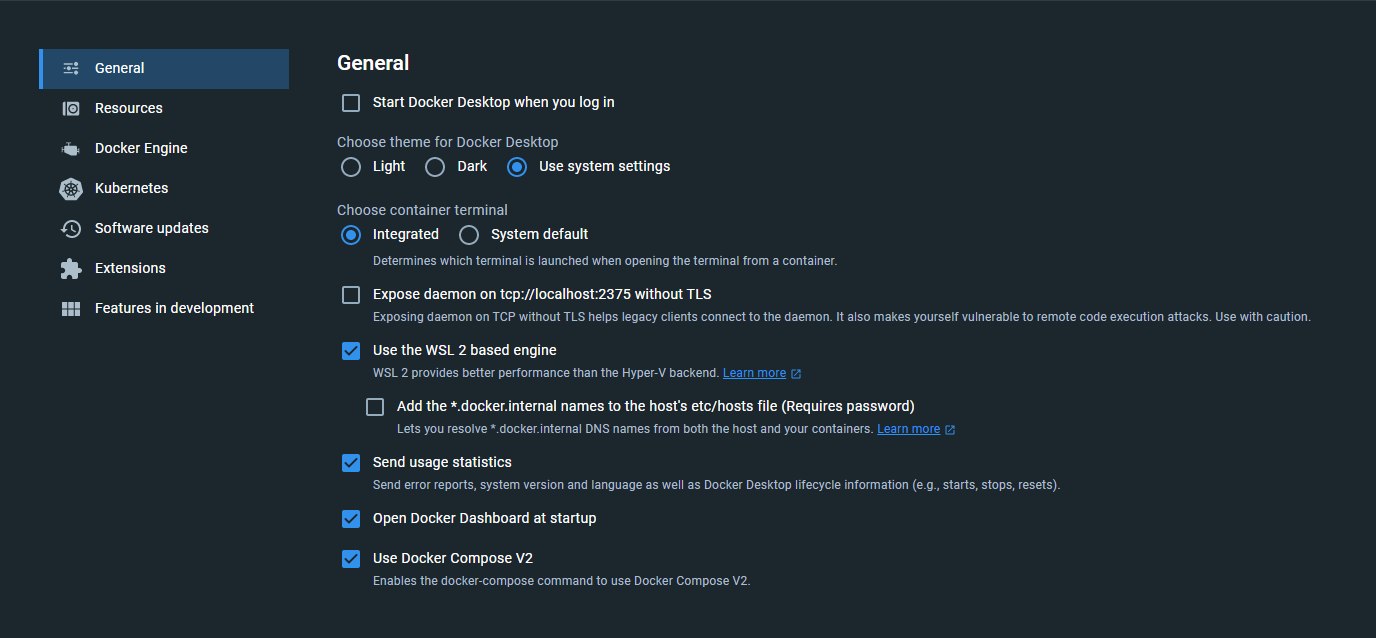 General
Resources
Docker Engine
Kubernetes
Software updates
Extensions
Features in development
General
Start Docker Desktop when you log in
Choose theme for Docker Desktop
Light Dark Use system settings
Choose container terminal
Integrated System default
Determines which terminal is launched when opening the terminal from a container.
Expose daemon on tcp://localhost:2375 without TLS
Exposing daemon on TCP without TLS helps legacy clients connect to the daemon. It also makes yourself vulnerable to remote code execution attacks. Use with caution.
Use the WSL 2 based engine
WSL 2 provides better performance than the Hyper-V backend. Learn more
Add the *.docker.internal names to the host's etc/hosts file (Requires password)
Lets you resolve *.docker.internal DNS names from both the host and your containers. Learn more
Send usage statistics
Send error reports, system version and language as well as Docker Desktop lifecycle information (e.g., starts, stops, resets).
Open Docker Dashboard at startup
Use Docker Compose V2
Enables the docker-compose command to use Docker Compose V2.